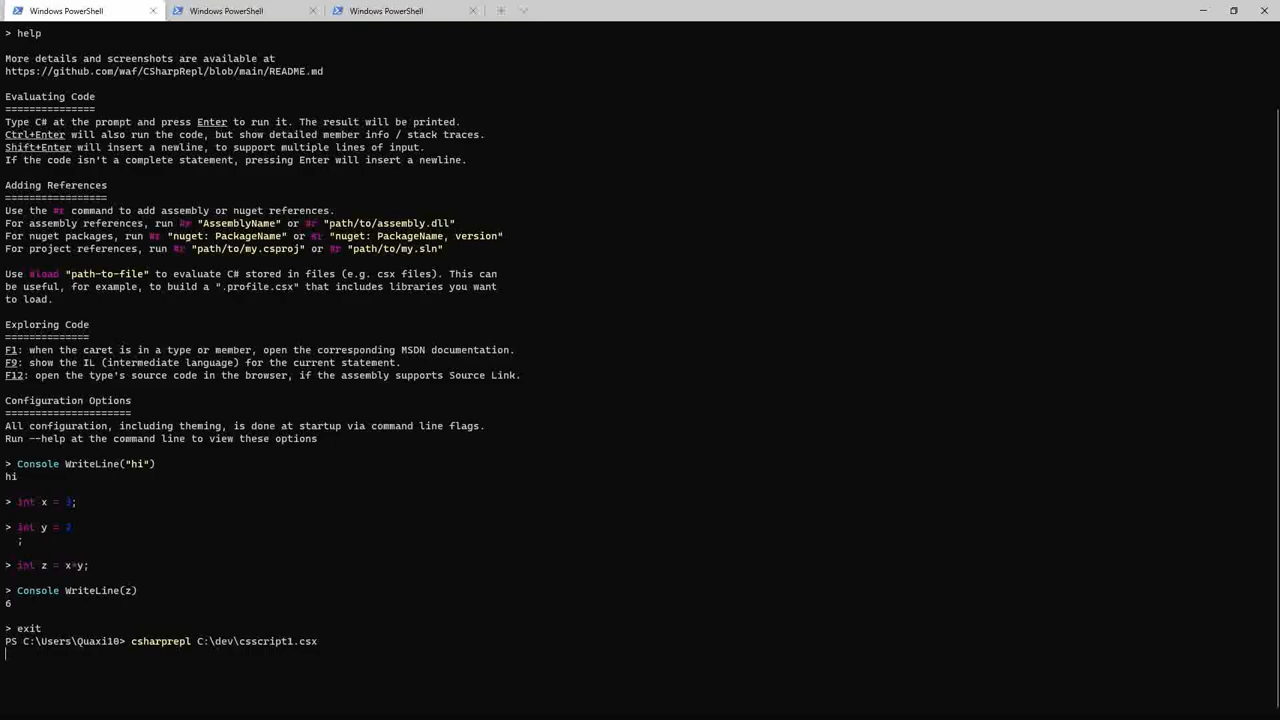 Windows PowerShell
Windows PowerShell
Windows PowerShell
> help
More details and screenshots are available at
https://github.com/waf/CSharpRepl/blob/main/README.md
Evaluating Code
===============
Type C# at the prompt and press Enter to run it. The result will be printed.
Ctrl+Enter will also run the code, but show detailed member info / stack traces.
Shift+Enter will insert a newline, to support multiple lines of input.
If the code isn't a complete statement, pressing Enter will insert a newline.
Adding References
=================
Use the #r command to add assembly or nuget references.
For assembly references, run #r "AssemblyName" or #r "path/to/assembly.dll"
For nuget packages, run #r "nuget: PackageName" or #r "nuget: PackageName, version"
For project references, run #r "path/to/my.csproj" or #r "path/to/my.sln"
Use #load "path-to-file" to evaluate C# stored in files (e.g. csx files). This can
be useful, for example, to build a ".profile.csx" that includes libraries you want
to load.
Exploring Code
==============
F1: when the caret is in a type or member, open the corresponding MSDN documentation.
F9: show the IL (intermediate language) for the current statement.
F12: open the type's source code in the browser, if the assembly supports Source Link.
Configuration Options
=====================
All configuration, including theming, is done at startup via command line flags.
Run --help at the command line to view these options
> Console WriteLine("hi")
hi
> int x = 3;
> int y = 2
;
> int z = x*y;
> Console WriteLine(z)
6
> exit
PS C:\Users\Quaxi10> csharprepl C:\dev\csscript1.csx